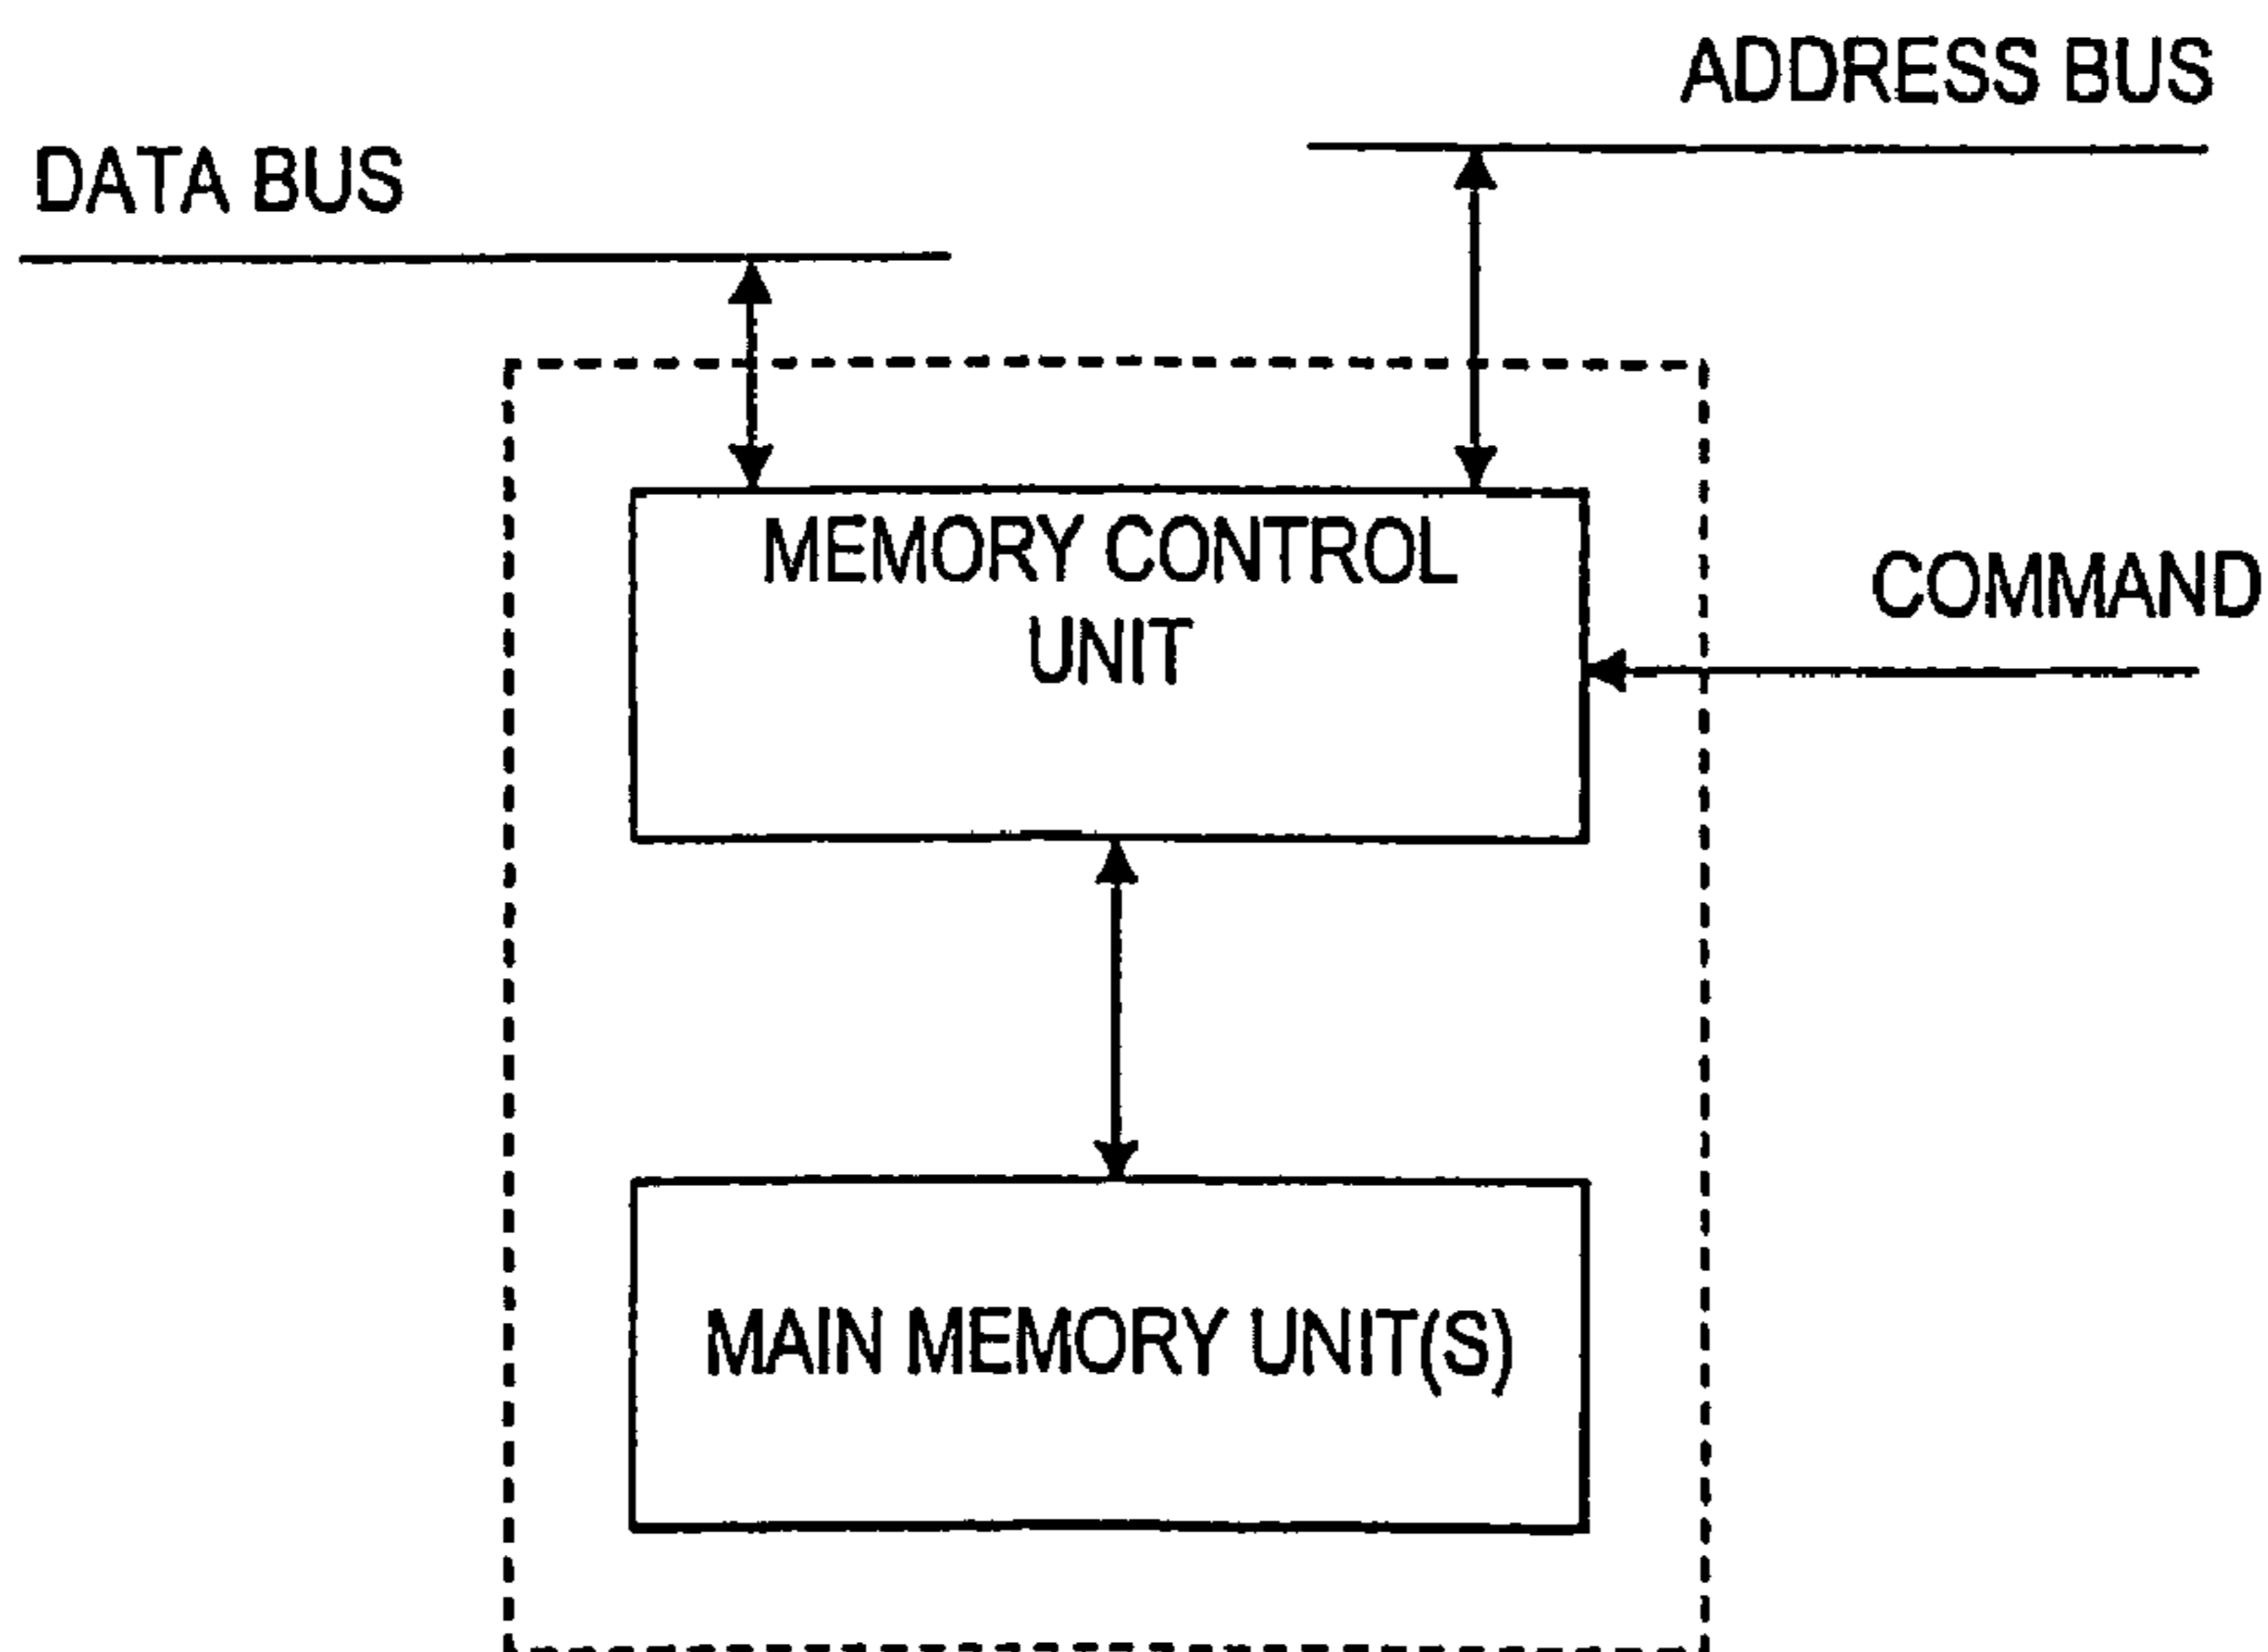 ADDRESS BUS
DATA BUS
MEMORY CONTROL
UNIT
COMMAND
MAIN MEMORY UNIT(S)